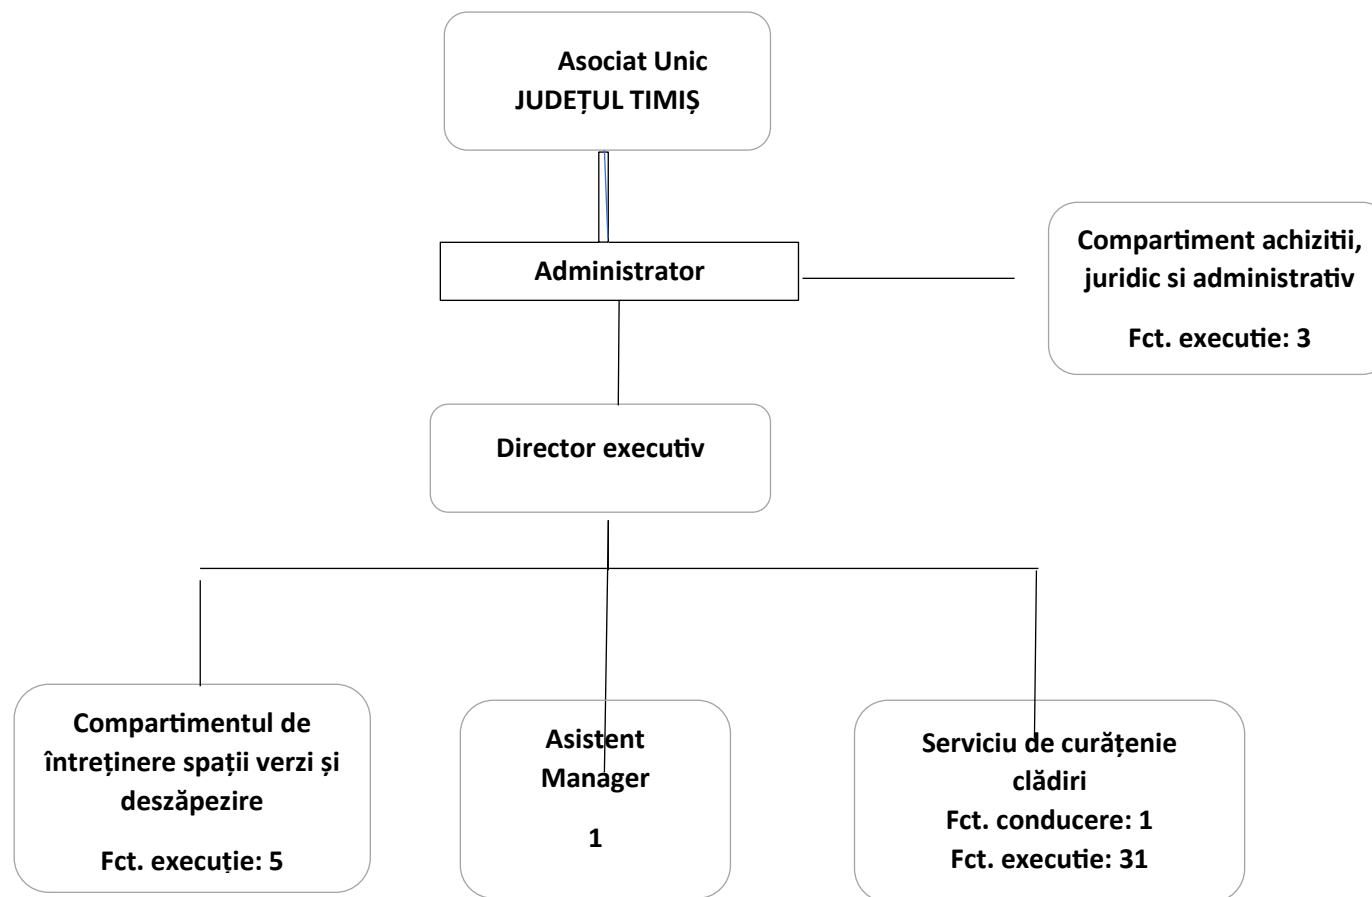 Asociat Unic
JUDEȚUL TIMIȘ
Administrator
Compartiment achizitii,
juridic si administrativ
Fct. executie: 3
Director executiv
Compartimentul de
întreținere spații verzi și
deszăpezire
Fct. execuție: 5
Asistent
Manager
1
Serviciu de curățenie
clădiri
Fct. conducere: 1
Fct. executie: 31